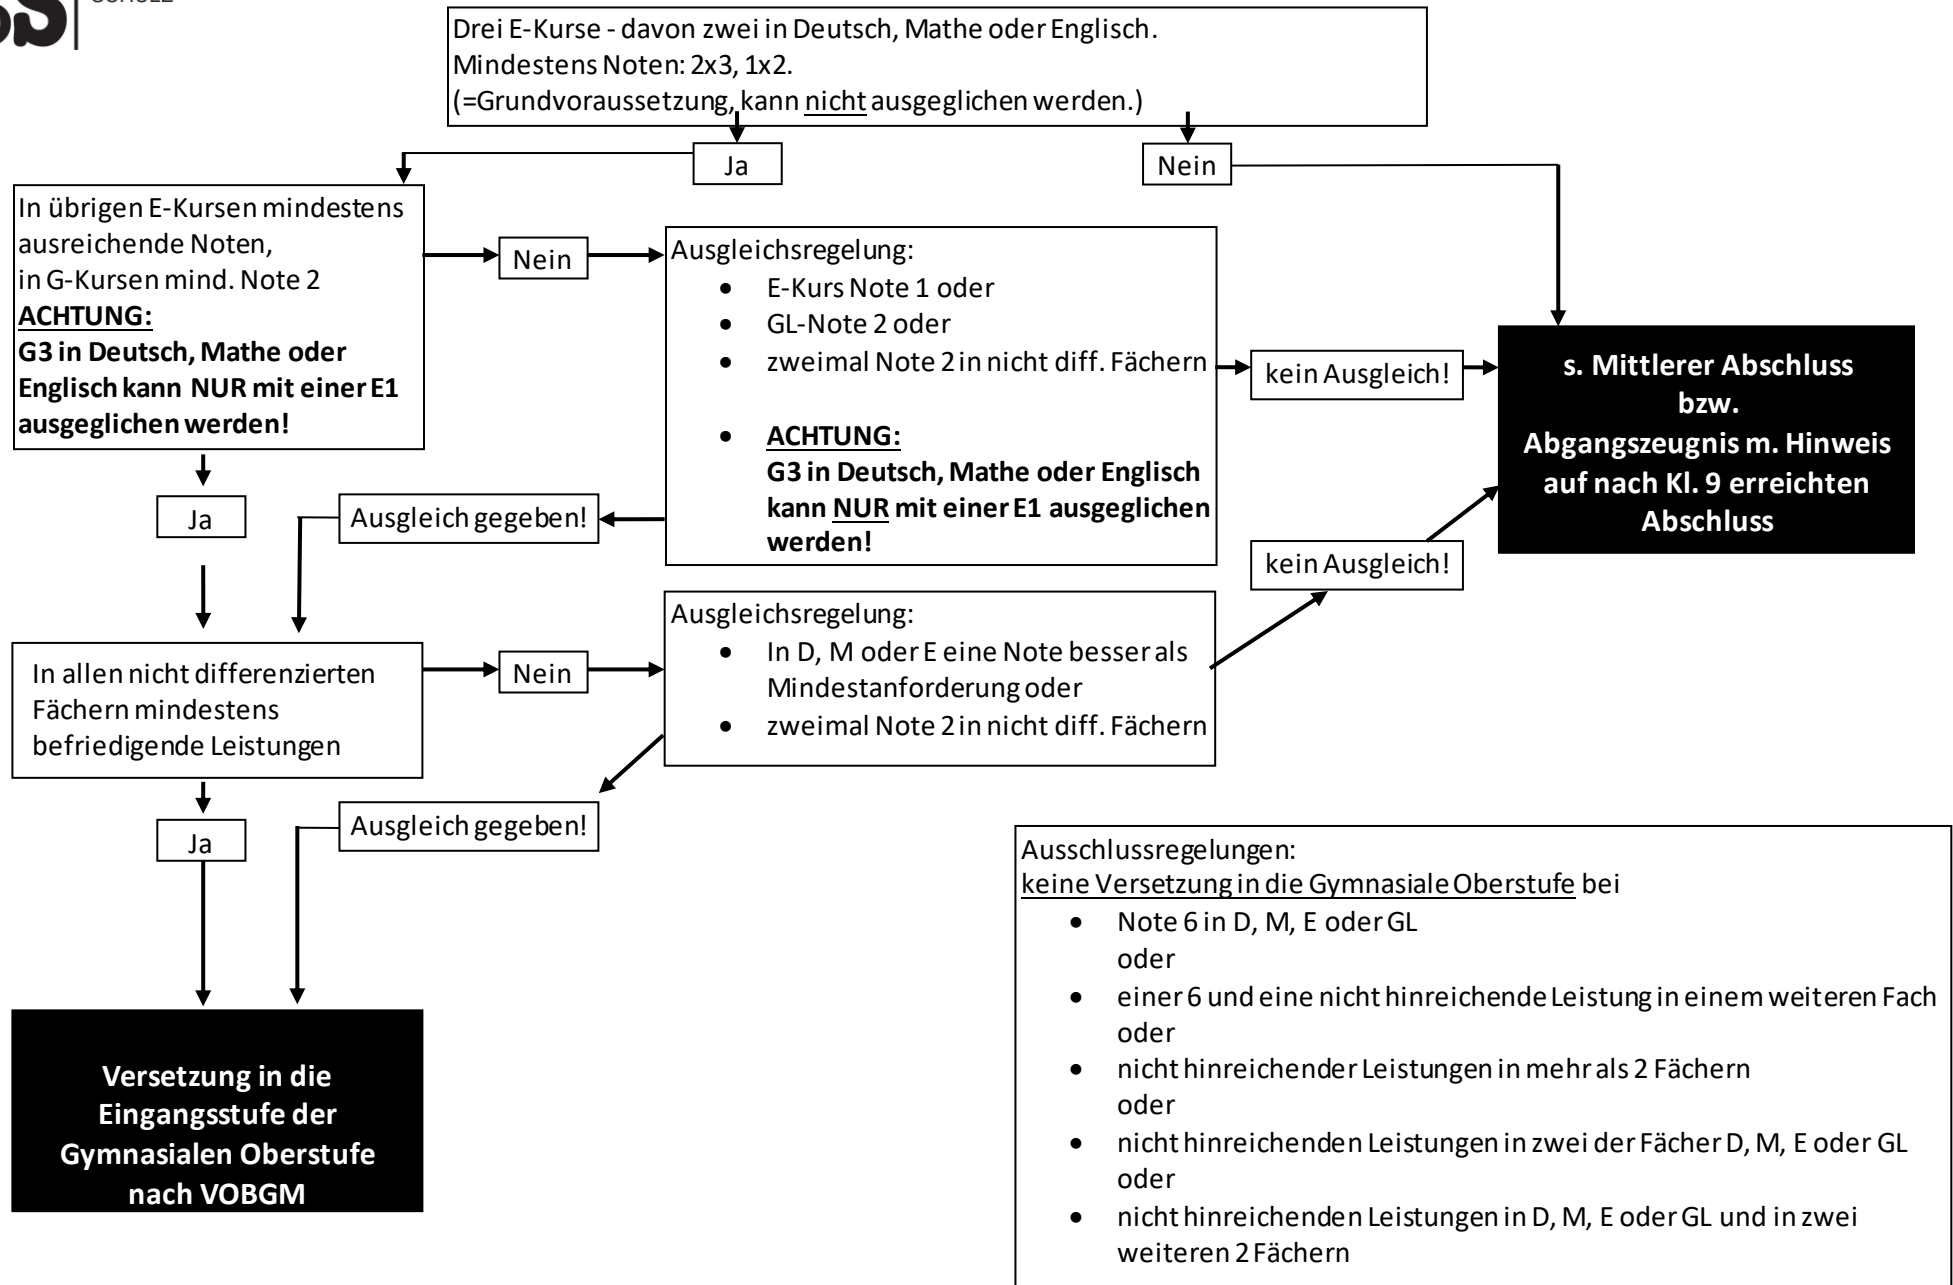 Drei E-Kurse - davon zwei in Deutsch, Mathe oder Englisch.
Mindestens Noten: 2x3, 1x2.
(=Grundvoraussetzung, kann nicht ausgeglichen werden.)
Ja
Nein
In übrigen E-Kursen mindestens
ausreichende Noten,
in G-Kursen mind. Note 2
ACHTUNG:
G3 in Deutsch, Mathe oder
Englisch kann NUR mit einer E1
ausgeglichen werden!
Nein
Ausgleichsregelung:
• E-Kurs Note 1 oder
• GL-Note 2 oder
• zweimal Note 2 in nicht diff. Fächern
• ACHTUNG:
G3 in Deutsch, Mathe oder Englisch
kann NUR mit einer E1 ausgeglichen
werden!
kein Ausgleich!
s. Mittlerer Abschluss
bzw.
Abgangszeugnis m. Hinweis
auf nach Kl. 9 erreichten
Abschluss
Ja
Ausgleich gegeben!
kein Ausgleich!
In allen nicht differenzierten
Fächern mindestens
befriedigende Leistungen
Nein
Ausgleichsregelung:
• In D, M oder E eine Note besser als
Mindestanforderung oder
• zweimal Note 2 in nicht diff. Fächern
Ja
Ausgleich gegeben!
Versetzung in die
Eingangsstufe der
Gymnasialen Oberstufe
nach VOBGM
Ausschlussregelungen:
keine Versetzung in die Gymnasiale Oberstufe bei
• Note 6 in D, M, E oder GL
oder
• einer 6 und eine nicht hinreichende Leistung in einem weiteren Fach
oder
• nicht hinreichender Leistungen in mehr als 2 Fächern
oder
• nicht hinreichenden Leistungen in zwei der Fächer D, M, E oder GL
oder
• nicht hinreichenden Leistungen in D, M, E oder GL und in zwei
weiteren 2 Fächern